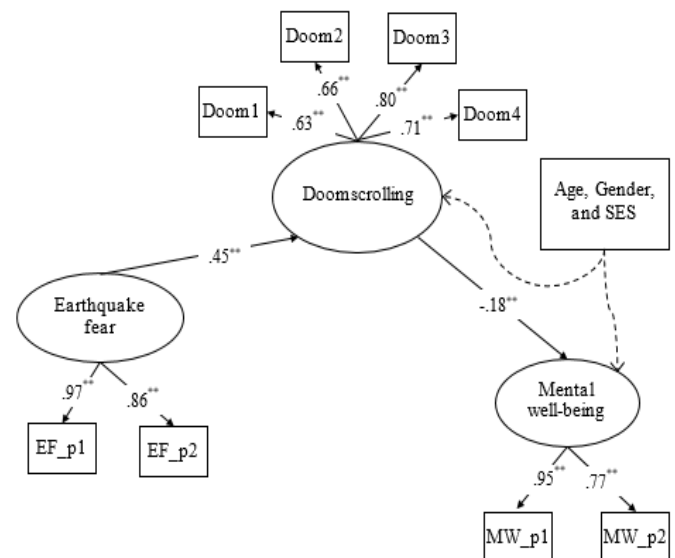 Doom2
Doom3
.66**
.80**
Doom1
.63**
.71**
Doom4
Doomscrolling
Age, Gender,
and SES
.45**
Earthquake
fear
-.18**
.97**
.86**
Mental
well-being
EF_p1
EF_p2
.95**
.77**
MW_p1
MW_p2